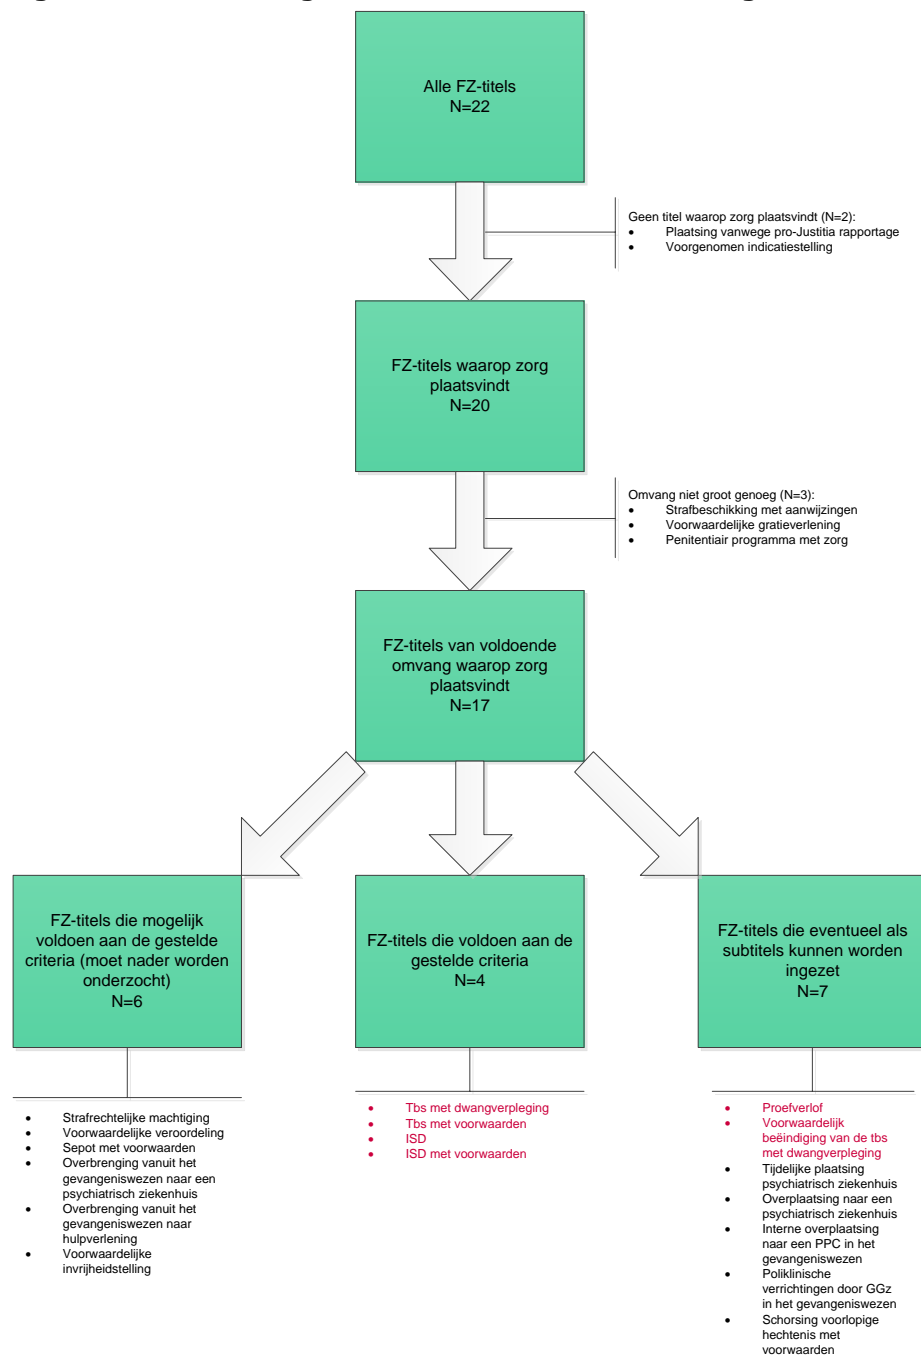 Alle FZ-titels
N=22
Geen titel waarop zorg plaatsvindt (N=2):
• Plaatsing vanwege pro-Justitia rapportage
• Voorgenomen indicatiestelling
FZ-titels waarop zorg
plaatsvindt
N=20
Omvang niet groot genoeg (N=3):
• Strafbeschikking met aanwijzingen
• Voorwaardelijke gratieverlening
• Penitentiair programma met zorg
FZ-titels van voldoende
omvang waarop zorg
plaatsvindt
N=17
FZ-titels die mogelijk
voldoen aan de gestelde
criteria (moet nader worden
onderzocht)
N=6
FZ-titels die voldoen aan de
gestelde criteria
N=4
FZ-titels die eventueel als
subtitels kunnen worden
ingezet
N=7
• Strafrechtelijke machtiging
• Voorwaardelijke veroordeling
• Sepot met voorwaarden
• Overbrenging vanuit het
gevangeniswezen naar een
psychiatrisch ziekenhuis
• Overbrenging vanuit het
gevangeniswezen naar
hulpverlening
• Voorwaardelijke
invrijheidstelling
• Tbs met dwangverpleging
• Tbs met voorwaarden
• ISD
• ISD met voorwaarden
• Proefverlof
• Voorwaardelijk
beëindiging van de tbs
met dwangverpleging
• Tijdelijke plaatsing
psychiatrisch ziekenhuis
• Overplaatsing naar een
psychiatrisch ziekenhuis
• Interne overplaatsing
naar een PPC in het
gevangeniswezen
• Poliklinische
verrichtingen door GGz
in het gevangeniswezen
• Schorsing voorlopige
hechtenis met
voorwaarden